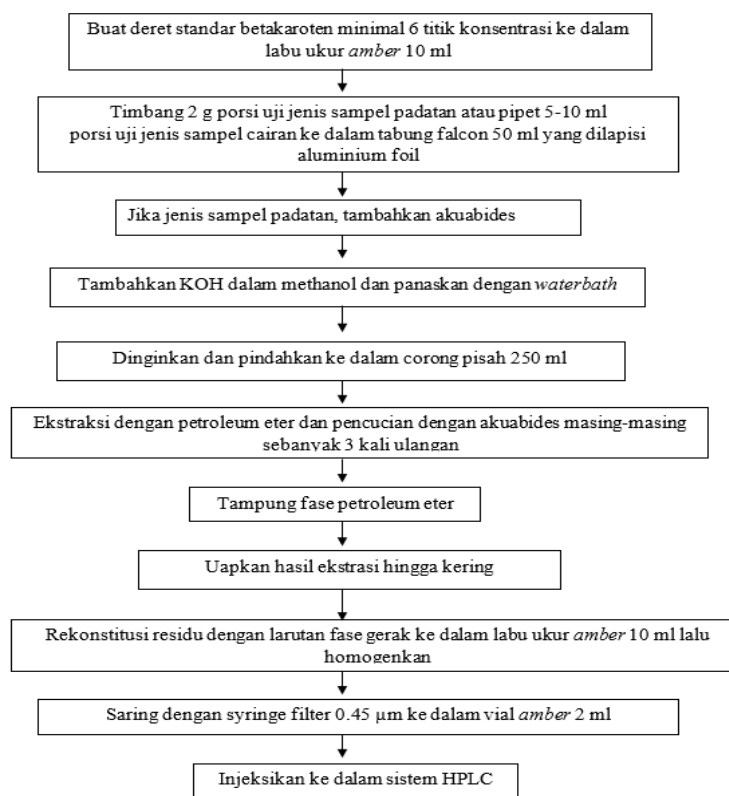 Buat deret standar betakaroten minimal 6 titik konsentrasi ke dalam
labu ukur amber 10 ml
Timbang 2 g porsi uji jenis sampel padatan atau pipet 5-10 ml
porsi uji jenis sampel cairan ke dalam tabung falcon 50 ml yang dilapisi
aluminium foil
Jika jenis sampel padatan, tambahkan akuabides
Tambahkan KOH dalam methanol dan panaskan dengan waterbath
Dinginkan dan pindahkan ke dalam corong pisah 250 ml
Ekstraksi dengan petroleum eter dan pencucian dengan akuabides masing-masing
sebanyak 3 kali ulangan
Tampung fase petroleum eter
Uapkan hasil ekstrasi hingga kering
Rekonstitusi residu dengan larutan fase gerak ke dalam labu ukur amber 10 ml lalu
homogenkan
Saring dengan syringe filter 0.45 µm ke dalam vial amber 2 ml
Injeksikan ke dalam sistem HPLC